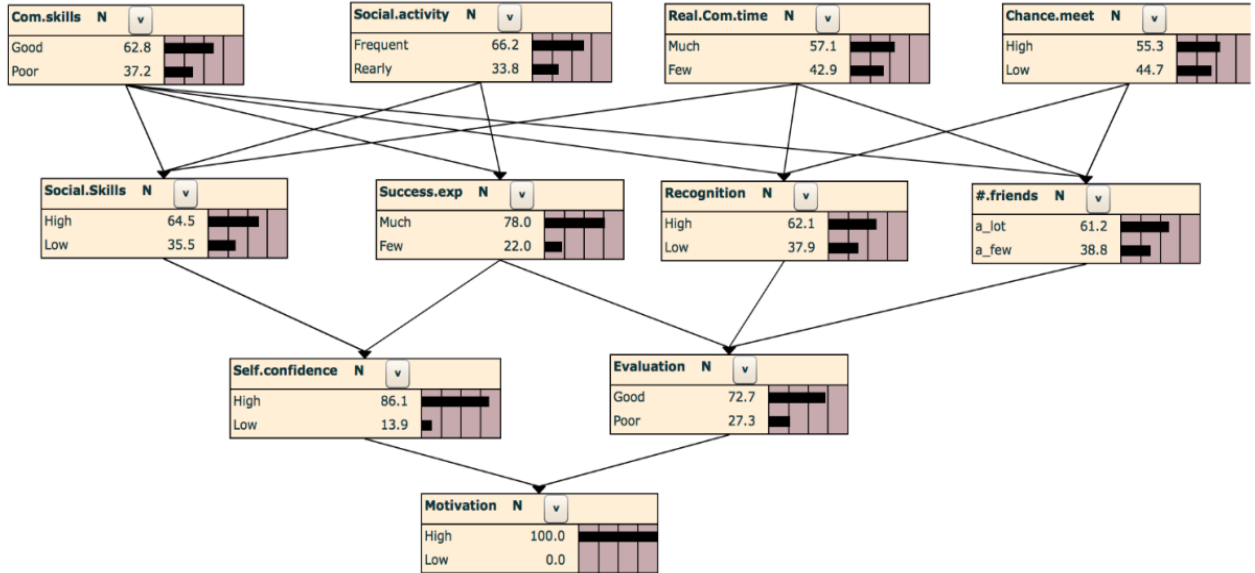 Com.skills N v
Good 62.8
Poor 37.2
Social.activity N v
Frequent 66.2
Rearly 33.8
Real.Com.time N v
Much 57.1
Few 42.9
Chance.meet N v
High 55.3
Low 44.7
Social.Skills N v
High 64.5
Low 35.5
Success.exp N v
Much 78.0
Few 22.0
Recognition N v
High 62.1
Low 37.9
#.friends N v
a_lot 61.2
a_few 38.8
Self.confidence N v
High 86.1
Low 13.9
Evaluation N v
Good 72.7
Poor 27.3
Motivation N v
High 100.0
Low 0.0